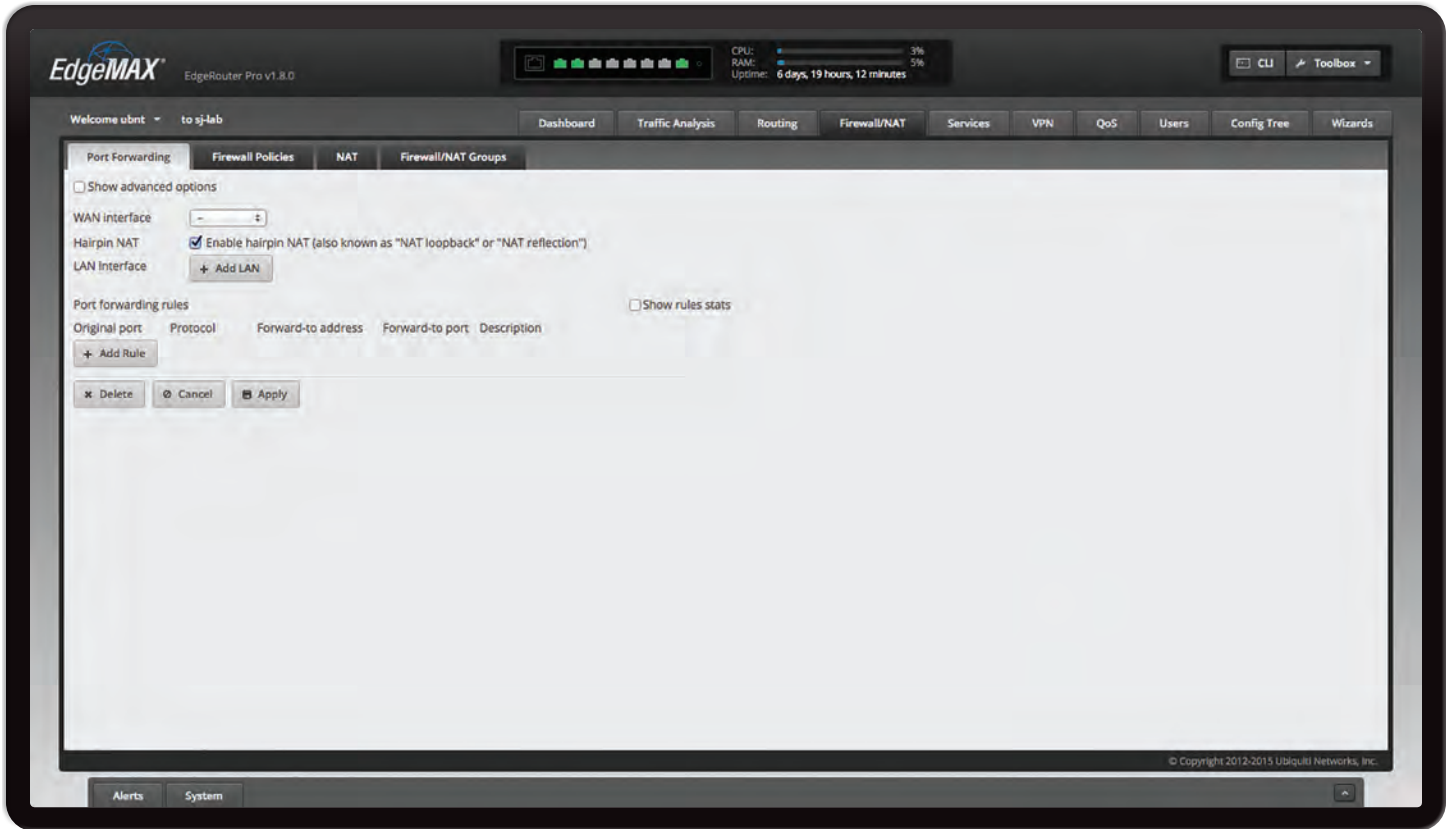 EdgeMAX® EdgeRouter Pro v1.8.0
CPU: 3%
RAM: 5%
Uptime: 6 days, 19 hours, 12 minutes
CLI Toolbox
Welcome ubnt to sj-lab
Dashboard Traffic Analysis Routing Firewall/NAT Services VPN QoS Users Config Tree Wizards
Port Forwarding Firewall Policies NAT Firewall/NAT Groups
Show advanced options
WAN interface -
Hairpin NAT Enable hairpin NAT (also known as "NAT loopback" or "NAT reflection")
LAN Interface + Add LAN
Port forwarding rules Show rules stats
Original port Protocol Forward-to address Forward-to port Description
+ Add Rule
Delete Cancel Apply
© Copyright 2012-2015 Ubiquiti Networks, Inc.
Alerts System